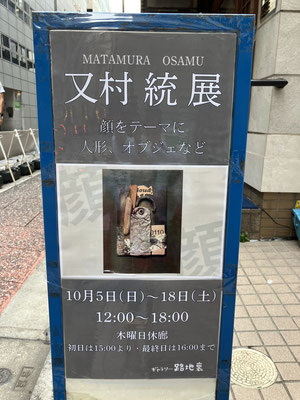 MATAMURA OSAMU
又村 統 展
顔をテーマに
人形、オブジェなど
顔
顔
10月5日(日)～18日(土)
12:00～18:00
木曜日休廊
初日は15:00より・最終日は16:00まで
ギャラリー 路地裏